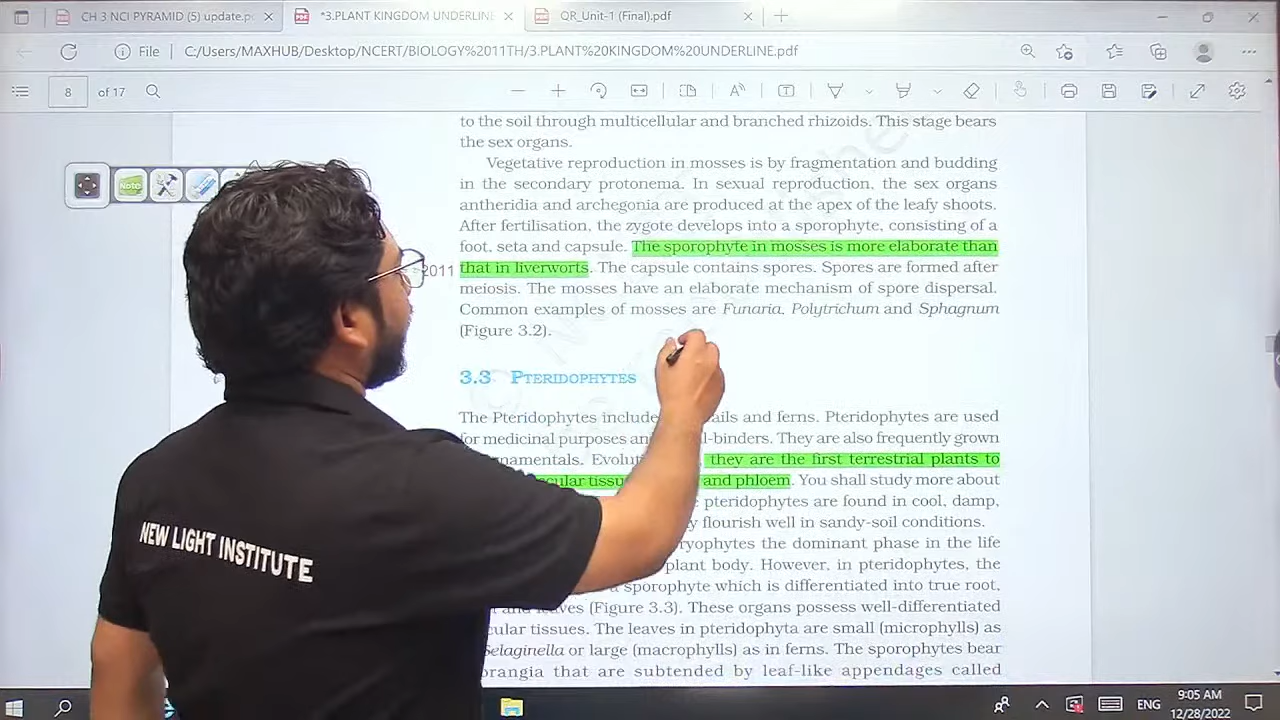 CH 3 NCI PYRAMID (5) update.p
*3.PLANT KINGDOM UNDERLINE
QR_Unit-1 (Final).pdf
File
C:/Users/MAXHUB/Desktop/NCERT/BIOLOGY%2011TH/3.PLANT%20KINGDOM%20UNDERLINE.pdf
8 of 17
to the soil through multicellular and branched rhizoids. This stage bears
the sex organs.
Vegetative reproduction in mosses is by fragmentation and budding
in the secondary protonema. In sexual reproduction, the sex organs
antheridia and archegonia are produced at the apex of the leafy shoots.
After fertilisation, the zygote develops into a sporophyte, consisting of a
foot, seta and capsule. The sporophyte in mosses is more elaborate than
that in liverworts. The capsule contains spores. Spores are formed after
meiosis. The mosses have an elaborate mechanism of spore dispersal.
Common examples of mosses are Funaria, Polytrichum and Sphagnum
(Figure 3.2).
Note
2011
3.3 PTERIDOPHYTES
The Pteridophytes include ails and ferns. Pteridophytes are used
for medicinal purposes an l-binders. They are also frequently grown
namentals. Evolut they are the first terrestrial plants to
cular tissu and phloem. You shall study more about
pteridophytes are found in cool, damp,
y flourish well in sandy-soil conditions.
ryophytes the dominant phase in the life
plant body. However, in pteridophytes, the
a sporophyte which is differentiated into true root,
and leaves (Figure 3.3). These organs possess well-differentiated
cular tissues. The leaves in pteridophyta are small (microphylls) as
Selaginella or large (macrophylls) as in ferns. The sporophytes bear
orangia that are subtended by leaf-like appendages called
NEW LIGHT INSTITUTE
ENG
9:05 AM
12/28/2022